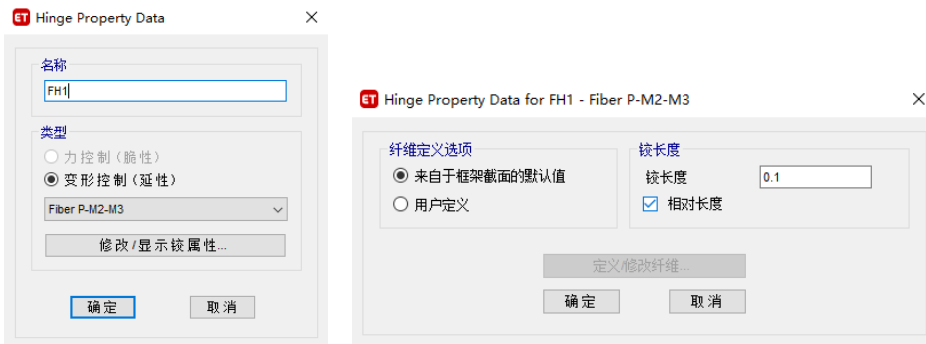 ET Hinge Property Data
名称
FH1
类型
力控制（脆性）
变形控制（延性）
Fiber P-M2-M3
修改/显示铰属性...
确定 取消
ET Hinge Property Data for FH1 - Fiber P-M2-M3
纤维定义选项
来自于框架截面的默认值
用户定义
铰长度
铰长度 0.1
相对长度
定义/修改纤维...
确定 取消